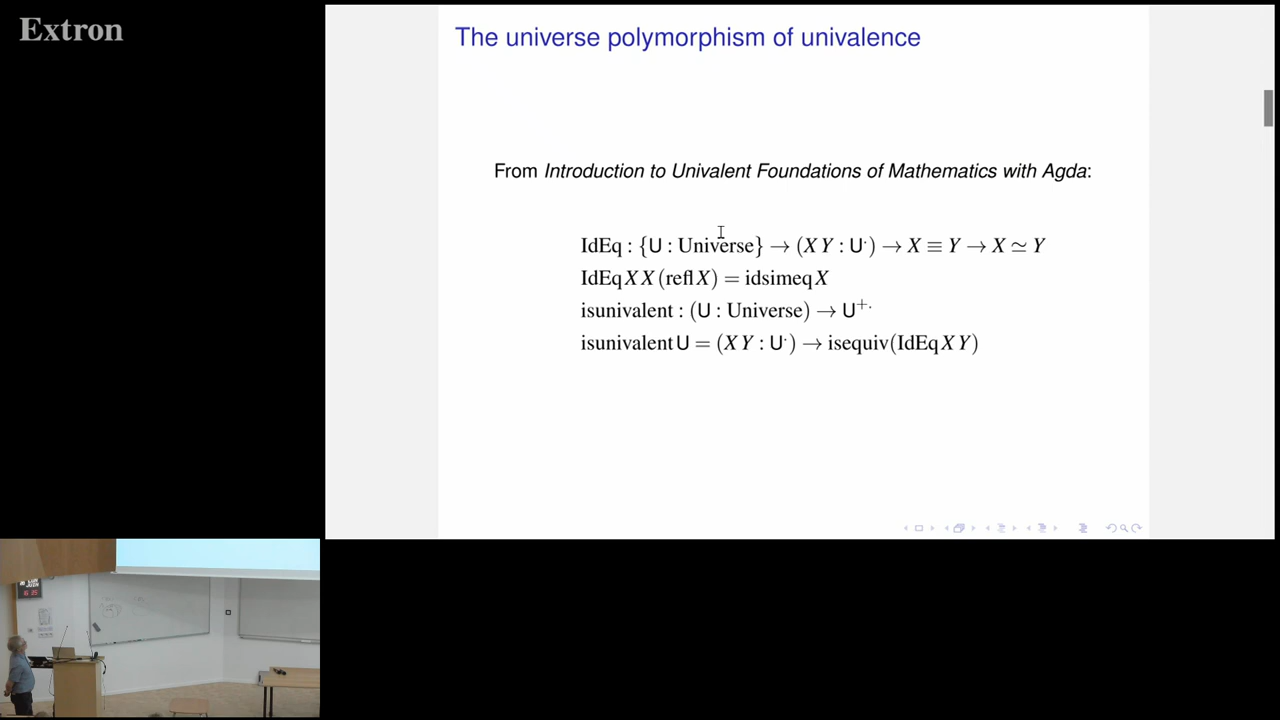 Extron
The universe polymorphism of univalence
From Introduction to Univalent Foundations of Mathematics with Agda:
IdEq : {U : Universe} → (X Y : U˙) → X ≡ Y → X ≃ Y
IdEq X X (refl X) = idsimeq X
isunivalent : (U : Universe) → U⁺˙
isunivalent U = (X Y : U˙) → isequiv(IdEq X Y)